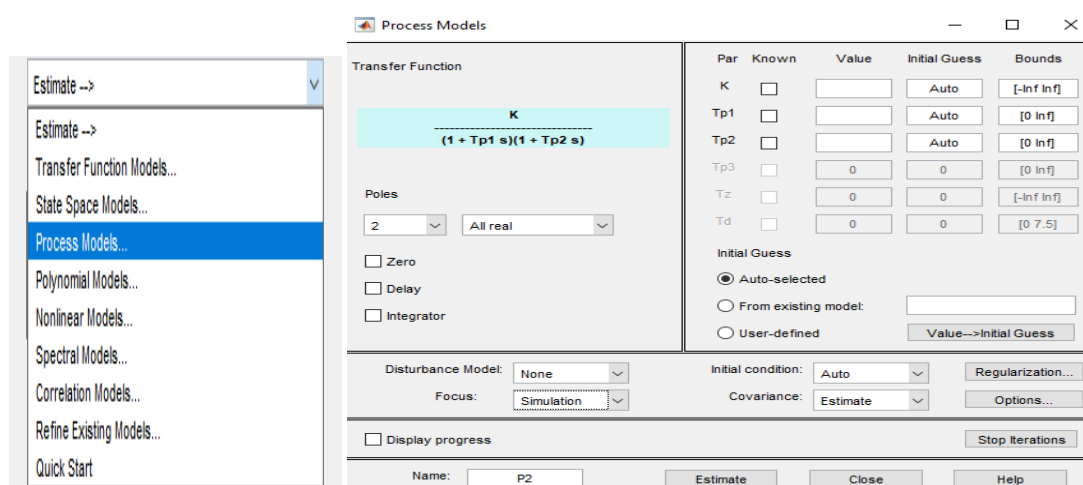 Estimate -->
Estimate -->
Transfer Function Models...
State Space Models...
Process Models...
Polynomial Models...
Nonlinear Models...
Spectral Models...
Correlation Models...
Refine Existing Models...
Quick Start
Process Models
Transfer Function
K
--------------------------------
(1 + Tp1 s)(1 + Tp2 s)
Poles
2 All real
Zero
Delay
Integrator
Par Known Value Initial Guess Bounds
K Auto [-Inf Inf]
Tp1 Auto [0 Inf]
Tp2 Auto [0 Inf]
Tp3 0 0 [0 Inf]
Tz 0 0 [-Inf Inf]
Td 0 0 [0 7.5]
Initial Guess
Auto-selected
From existing model:
User-defined Value-->Initial Guess
Disturbance Model: None Initial condition: Auto Regularization...
Focus: Simulation Covariance: Estimate Options...
Display progress Stop Iterations
Name: P2 Estimate Close Help